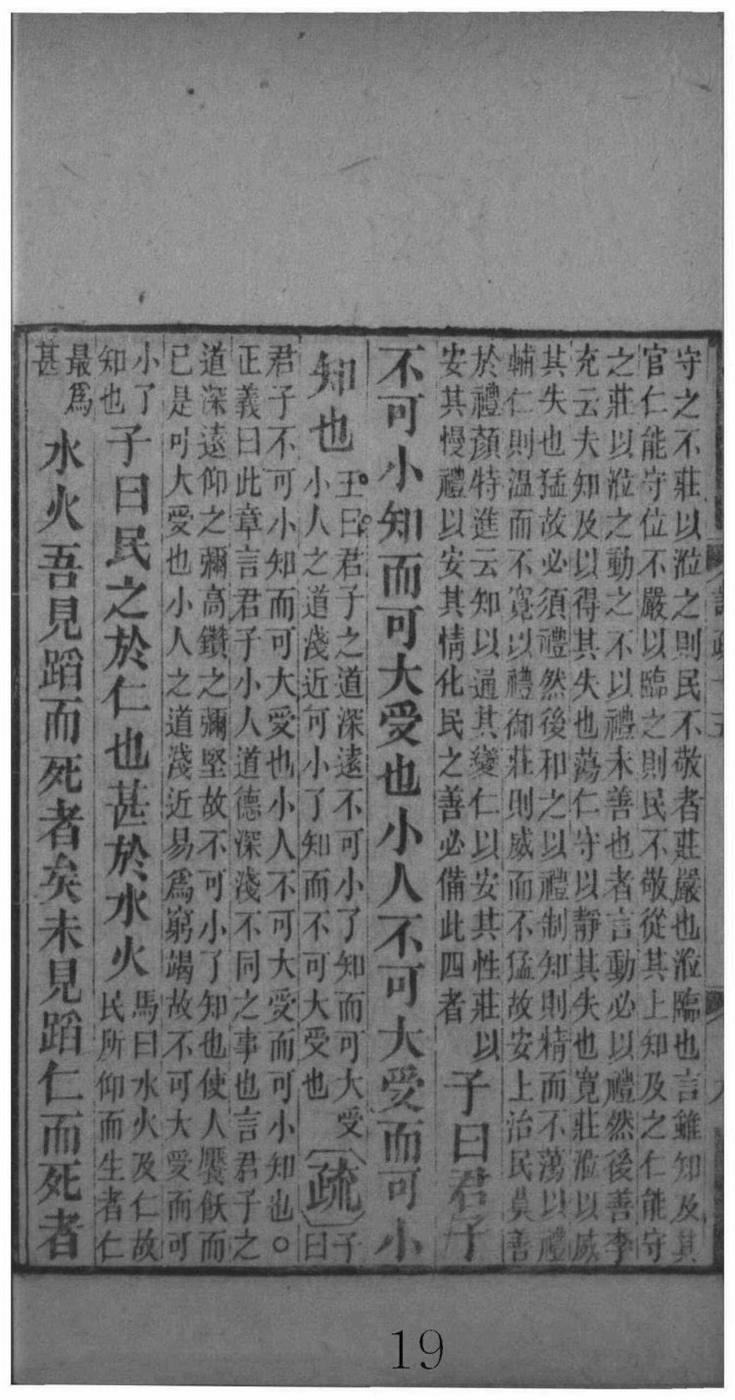 守之不莊以涖之則民不敬者莊嚴也涖臨也言雖知及其
官仁能守位不嚴以臨之則民不敬從其上知及之仁能守
之莊以涖之動之不以禮未善也者言動必以禮然後善李
充云夫知及以得其失也蕩仁守以靜其失也寬莊涖以威
其失也猛故必須禮然後和之以禮制知則精而不蕩以禮
輔仁則溫而不寬以禮御莊則威而不猛故安上治民莫善
於禮顏特進云知以通其變仁以安其性莊以
安其慢禮以安其情化民之善必備此四者
子曰君子
不可小知而可大受也小人不可大受而可小
知也
王曰君子之道深遠不可小了知而可大受
小人之道淺近可小了知而不可大受也
疏
子
曰
君子不可小知而可大受也小人不可大受而可小知也○
正義曰此章言君子小人道德深淺不同之事也言君子之
道深遠仰之彌高鑽之彌堅故不可小了知也使人饜飫而
已是可大受也小人之道淺近易爲窮竭故不可大受而可
小了
知也
子曰民之於仁也甚於水火
馬曰水火及仁故
民所仰而生者仁
最爲
甚
水火吾見蹈而死者矣未見蹈仁而死者
19